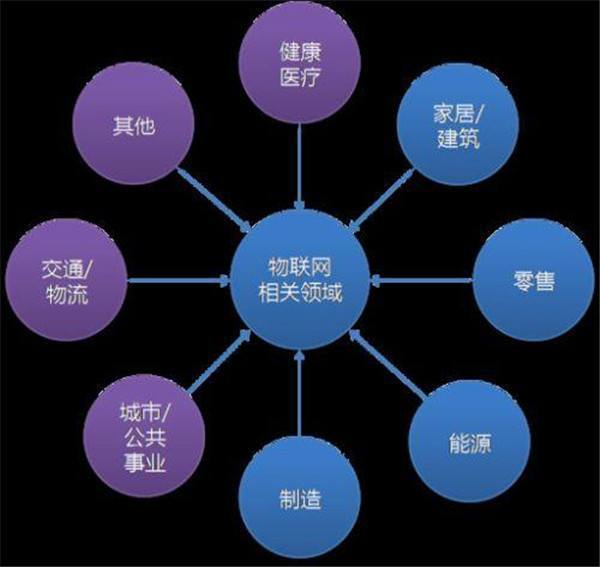 健康
医疗
家居/
建筑
其他
物联网
相关领域
交通/
物流
零售
城市/
公共
事业
能源
制造